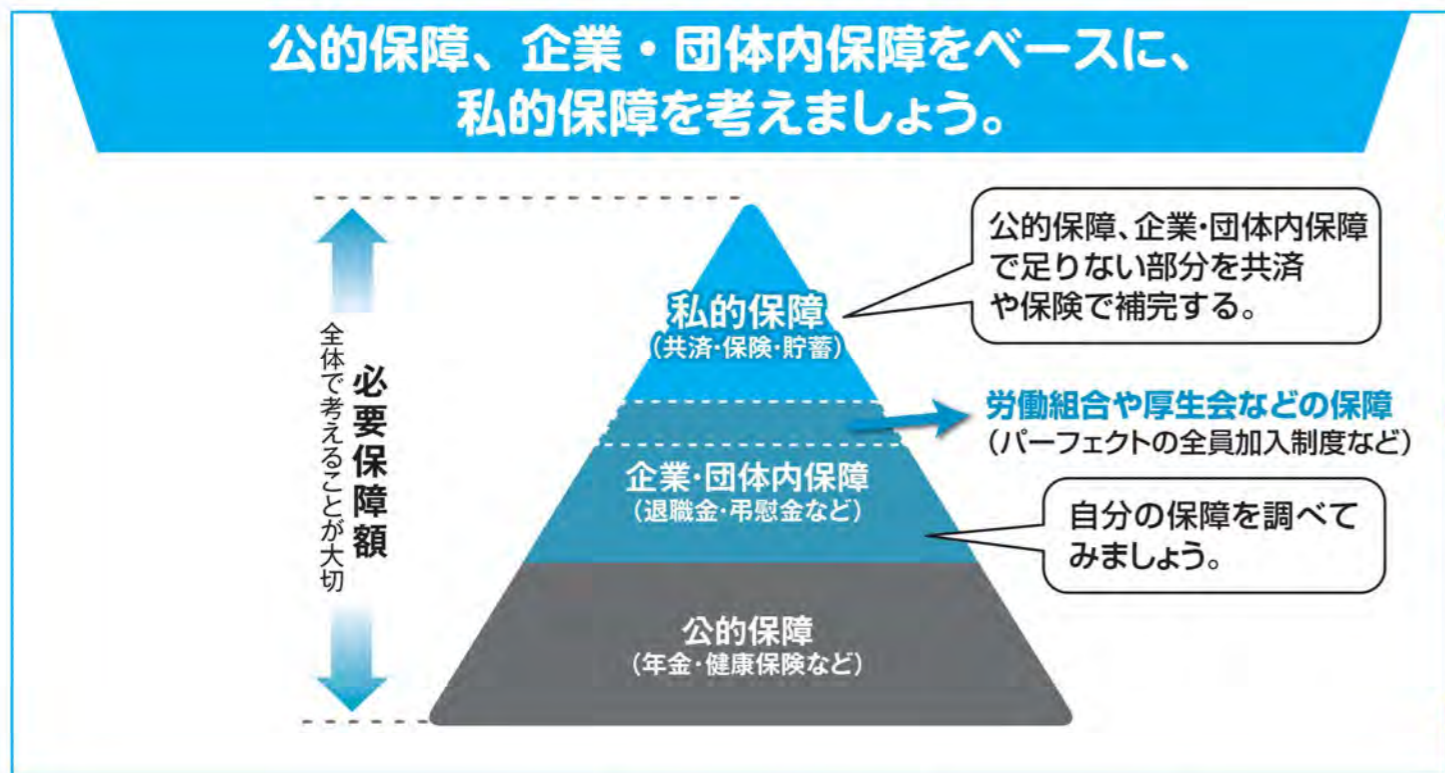 公的保障、企業・団体内保障をベースに、
私的保障を考えましょう。
必要保障額
全体で考えることが大切
私的保障
（共済・保険・貯蓄）
公的保障、企業・団体内保障
で足りない部分を共済
や保険で補完する。
労働組合や厚生会などの保障
（パーフェクトの全員加入制度など）
企業・団体内保障
（退職金・弔慰金など）
自分の保障を調べて
みましょう。
公的保障
（年金・健康保険など）